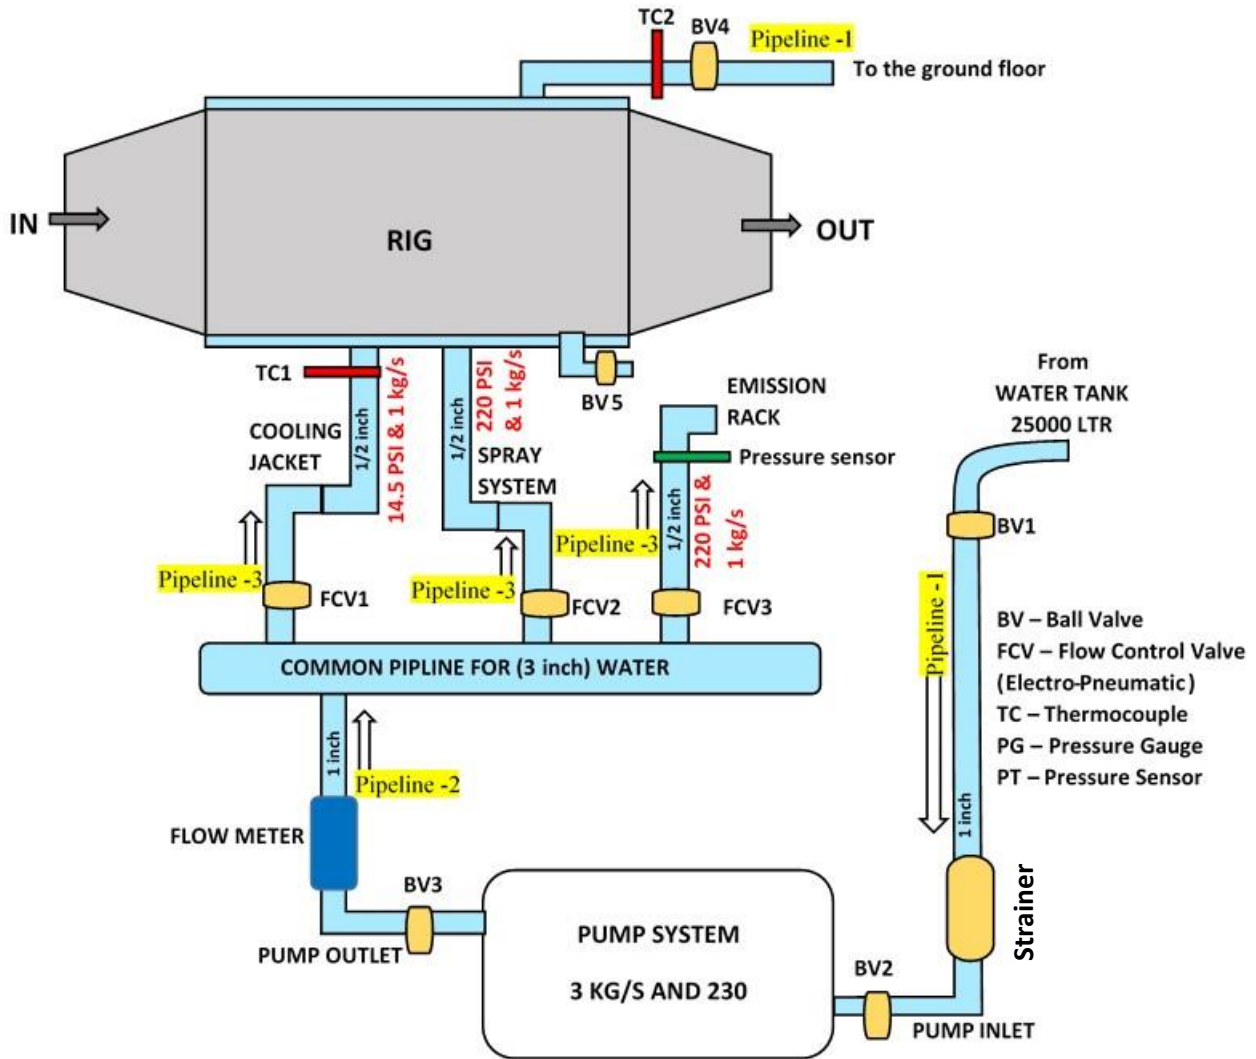 TC2
BV4
Pipeline -1
To the ground floor
IN
RIG
OUT
TC1
14.5 PSI & 1 kg/s
1/2 inch
COOLING
JACKET
220 PSI
& 1 kg/s
1/2 inch
SPRAY
SYSTEM
BV5
EMISSION
RACK
Pressure sensor
1/2 inch
220 PSI &
1 kg/s
From
WATER TANK
25000 LTR
BV1
Pipeline -3
FCV1
Pipeline -3
FCV2
Pipeline -3
FCV3
Pipeline -1
1 inch
BV – Ball Valve
FCV – Flow Control Valve
(Electro-Pneumatic)
TC – Thermocouple
PG – Pressure Gauge
PT – Pressure Sensor
COMMON PIPLINE FOR (3 inch) WATER
1 inch
Pipeline -2
FLOW METER
BV3
PUMP OUTLET
PUMP SYSTEM
3 KG/S AND 230
BV2
PUMP INLET
Strainer